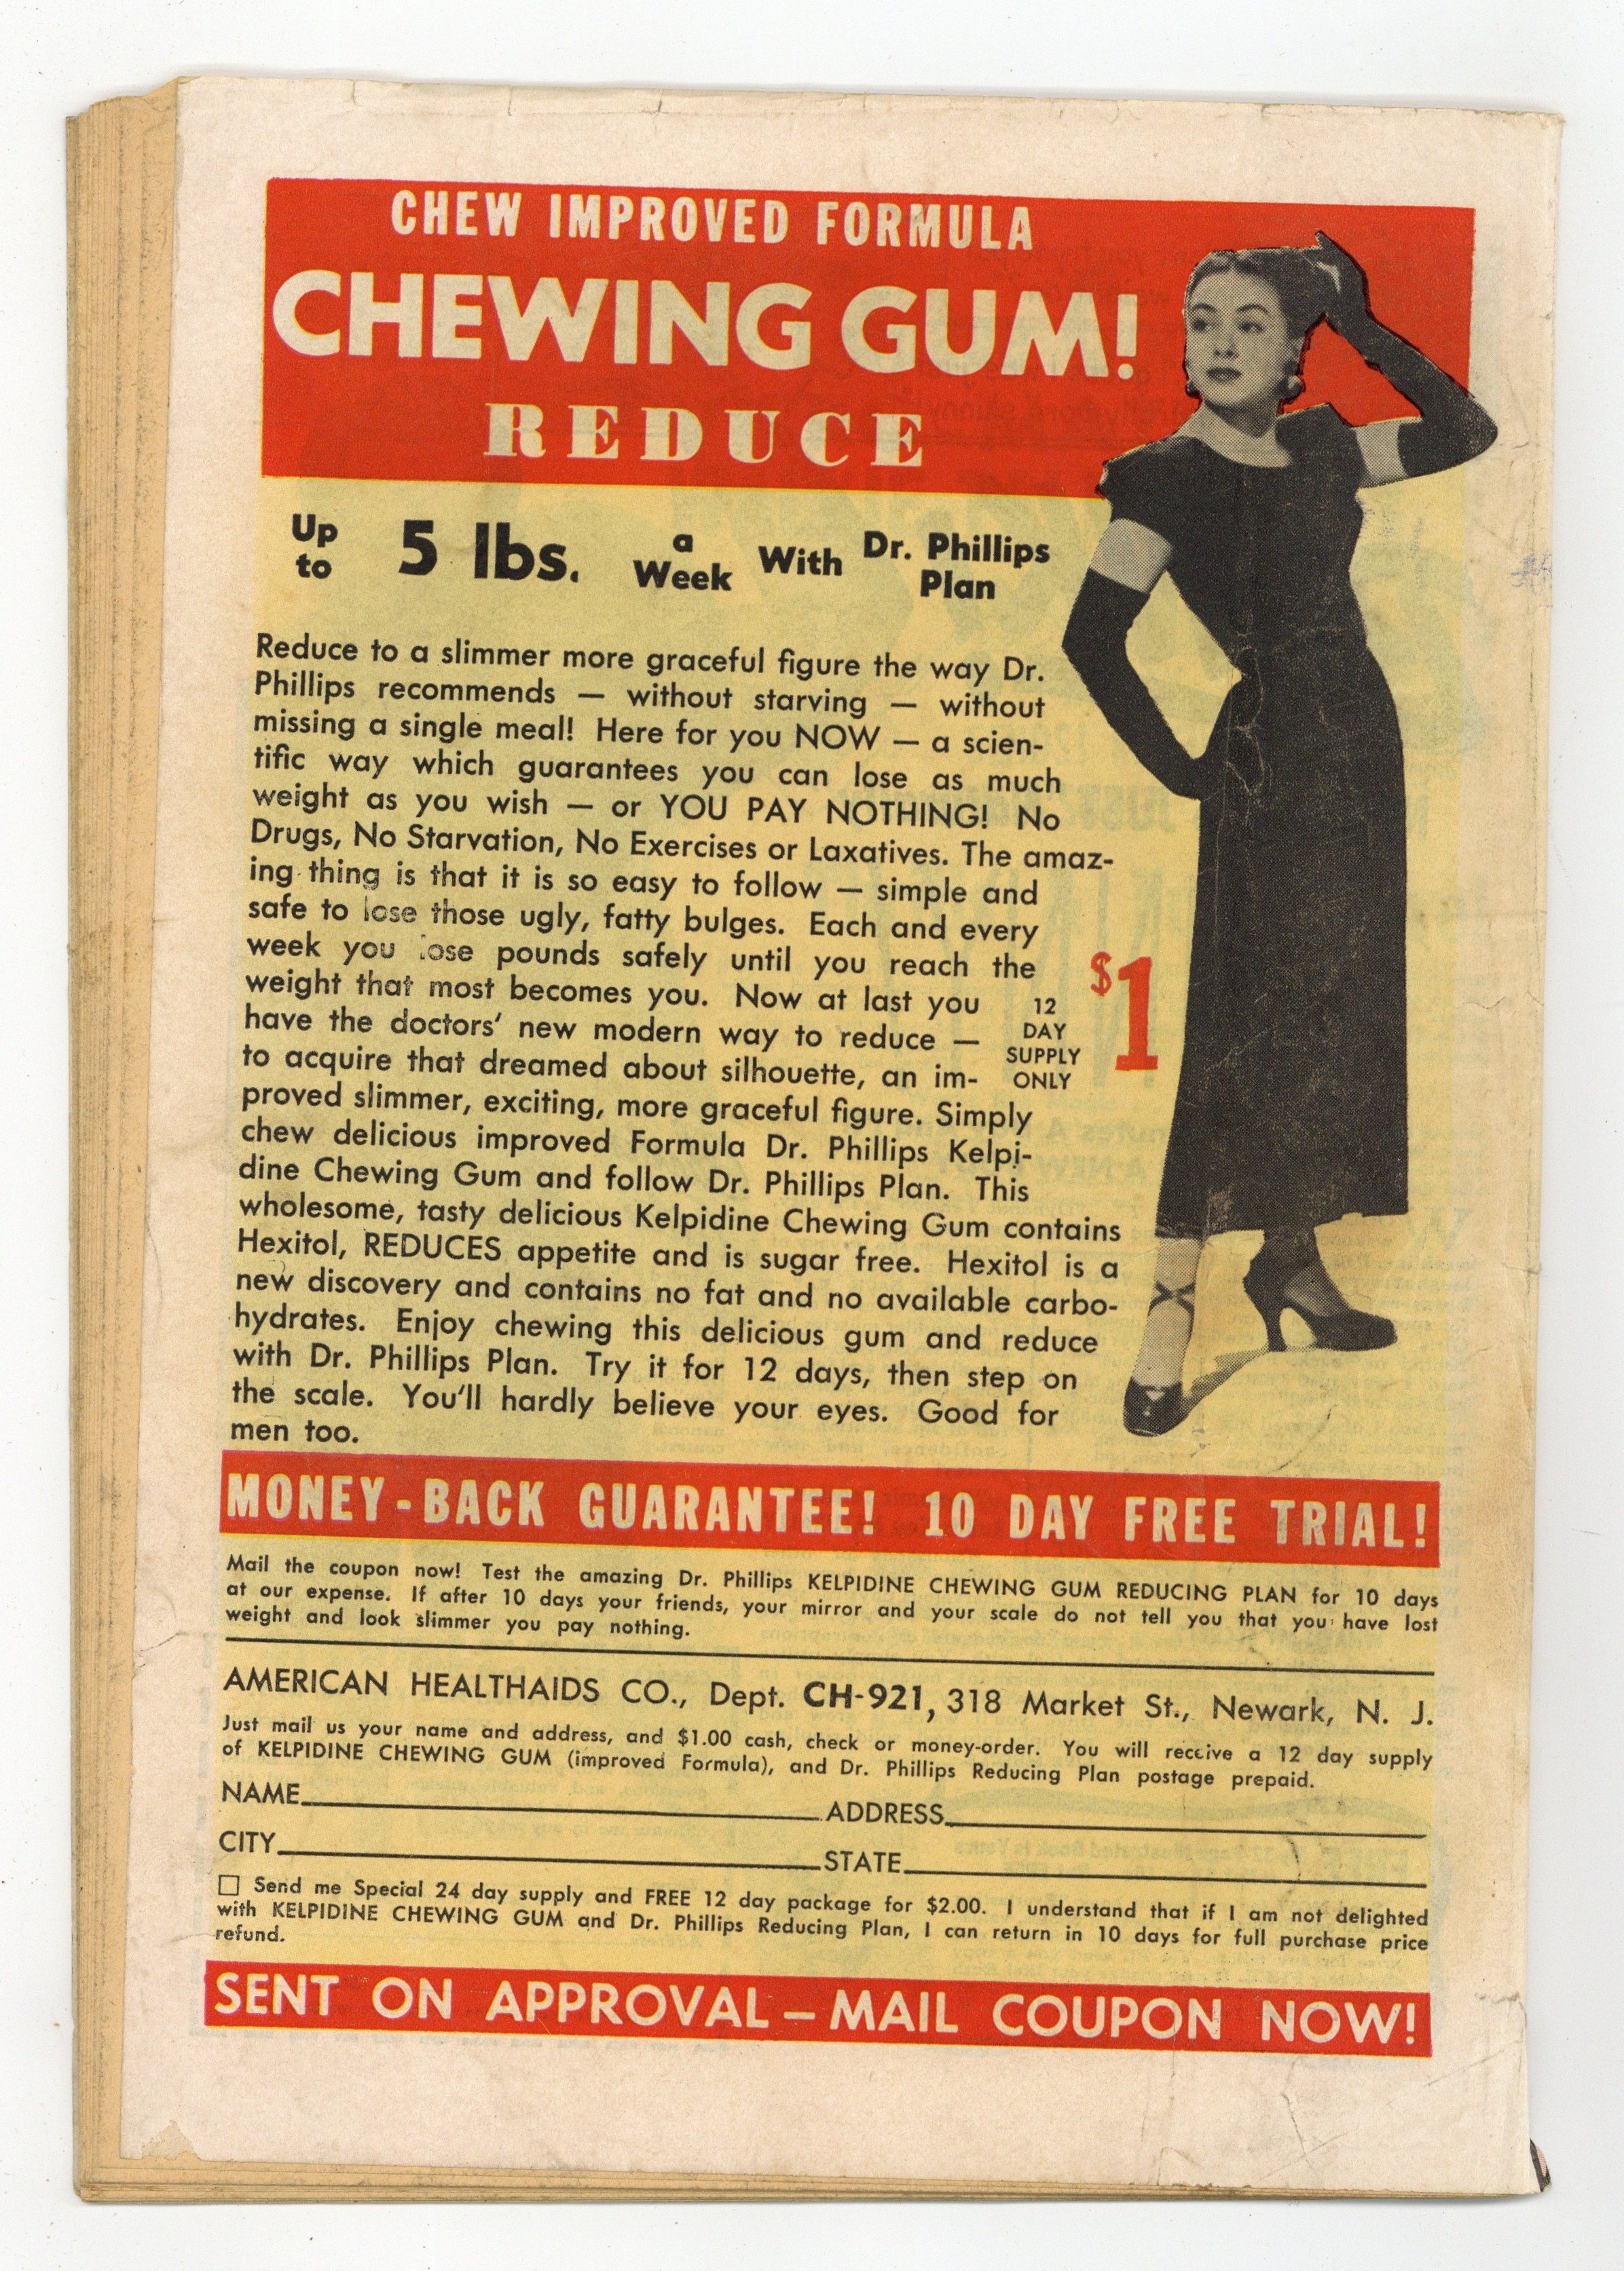 CHEW IMPROVED FORMULA
CHEWING GUM!
REDUCE
Up to 5 lbs. a Week With Dr. Phillips Plan
Reduce to a slimmer more graceful figure the way Dr.
Phillips recommends — without starving — without
missing a single meal! Here for you NOW — a scien-
tific way which guarantees you can lose as much
weight as you wish — or YOU PAY NOTHING! No
Drugs, No Starvation, No Exercises or Laxatives. The amaz-
ing thing is that it is so easy to follow — simple and
safe to lose those ugly, fatty bulges. Each and every
week you lose pounds safely until you reach the
weight that most becomes you. Now at last you
have the doctors' new modern way to reduce —
to acquire that dreamed about silhouette, an im-
proved slimmer, exciting, more graceful figure. Simply
chew delicious improved Formula Dr. Phillips Kelpi-
dine Chewing Gum and follow Dr. Phillips Plan. This
wholesome, tasty delicious Kelpidine Chewing Gum contains
Hexitol, REDUCES appetite and is sugar free. Hexitol is a
new discovery and contains no fat and no available carbo-
hydrates. Enjoy chewing this delicious gum and reduce
with Dr. Phillips Plan. Try it for 12 days, then step on
the scale. You'll hardly believe your eyes. Good for
men too.
12
DAY
SUPPLY
ONLY
$1
MONEY-BACK GUARANTEE! 10 DAY FREE TRIAL!
Mail the coupon now! Test the amazing Dr. Phillips KELPIDINE CHEWING GUM REDUCING PLAN for 10 days
at our expense. If after 10 days your friends, your mirror and your scale do not tell you that you have lost
weight and look slimmer you pay nothing.
AMERICAN HEALTHAIDS CO., Dept. CH-921, 318 Market St., Newark, N. J.
Just mail us your name and address, and $1.00 cash, check or money-order. You will receive a 12 day supply
of KELPIDINE CHEWING GUM (improved Formula), and Dr. Phillips Reducing Plan postage prepaid.
NAME ADDRESS
CITY STATE
☐ Send me Special 24 day supply and FREE 12 day package for $2.00. I understand that if I am not delighted
with KELPIDINE CHEWING GUM and Dr. Phillips Reducing Plan, I can return in 10 days for full purchase price
refund.
SENT ON APPROVAL — MAIL COUPON NOW!